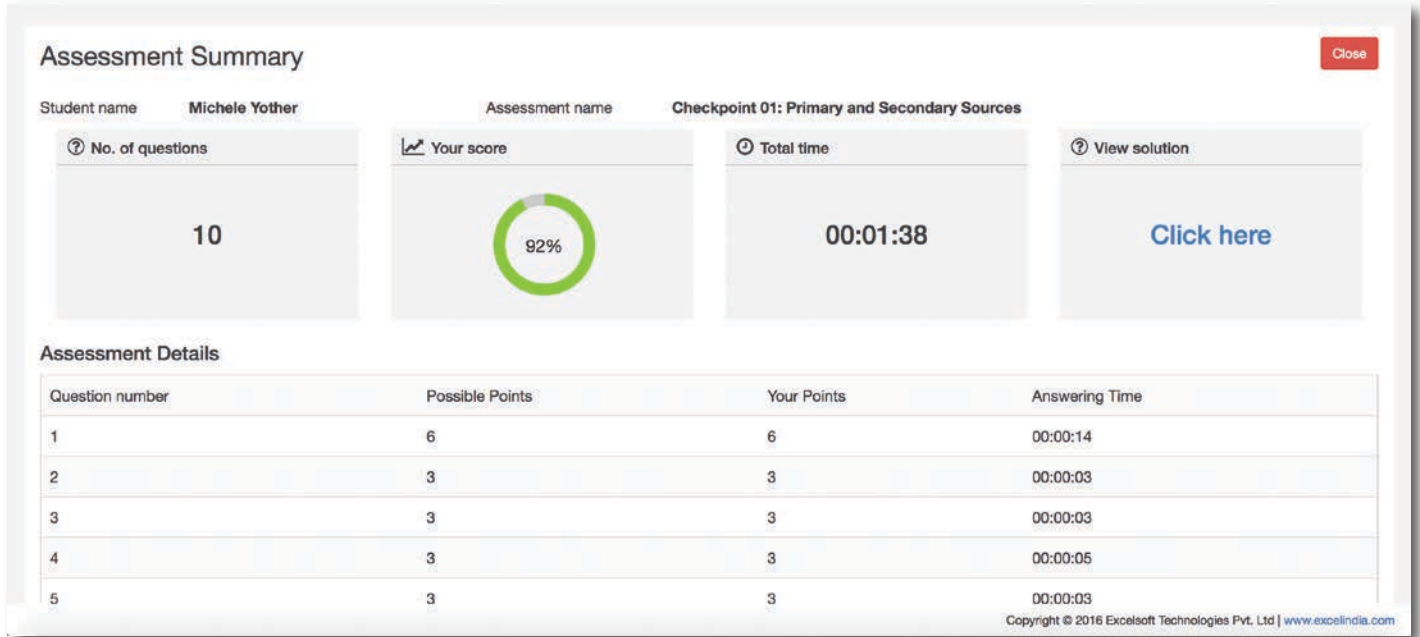 Assessment Summary
Close
Student name Michele Yother Assessment name Checkpoint 01: Primary and Secondary Sources
No. of questions
10
Your score
92%
Total time
00:01:38
View solution
Click here
Assessment Details
Question number Possible Points Your Points Answering Time
1 6 6 00:00:14
2 3 3 00:00:03
3 3 3 00:00:03
4 3 3 00:00:05
5 3 3 00:00:03
Copyright © 2016 Excelsoft Technologies Pvt. Ltd | www.excelindia.com